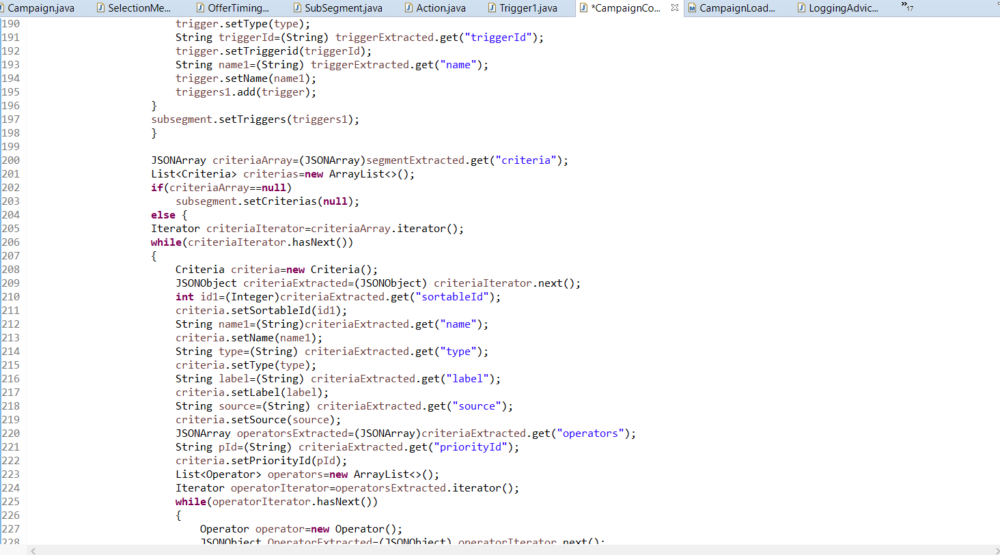 Campaign.java SelectionMe... OfferTiming... SubSegment.java Action.java Trigger1.java *CampaignCo... CampaignLoad... LoggingAdvic... »17
190 trigger.setType(type);
191 String triggerId=(String) triggerExtracted.get("triggerId");
192 trigger.setTriggerid(triggerId);
193 String name1=(String) triggerExtracted.get("name");
194 trigger.setName(name1);
195 triggers1.add(trigger);
196 }
197 subsegment.setTriggers(triggers1);
198 }
199
200 JSONArray criteriaArray=(JSONArray)segmentExtracted.get("criteria");
201 List<Criteria> criterias=new ArrayList<>();
202 if(criteriaArray==null)
203 subsegment.setCriterias(null);
204 else {
205 Iterator criteriaIterator=criteriaArray.iterator();
206 while(criteriaIterator.hasNext())
207 {
208 Criteria criteria=new Criteria();
209 JSONObject criteriaExtracted=(JSONObject) criteriaIterator.next();
210 int id1=(Integer)criteriaExtracted.get("sortableId");
211 criteria.setSortableId(id1);
212 String name1=(String)criteriaExtracted.get("name");
213 criteria.setName(name1);
214 String type=(String) criteriaExtracted.get("type");
215 criteria.setType(type);
216 String label=(String) criteriaExtracted.get("label");
217 criteria.setLabel(label);
218 String source=(String) criteriaExtracted.get("source");
219 criteria.setSource(source);
220 JSONArray operatorsExtracted=(JSONArray)criteriaExtracted.get("operators");
221 String pId=(String) criteriaExtracted.get("priorityId");
222 criteria.setPriorityId(pId);
223 List<Operator> operators=new ArrayList<>();
224 Iterator operatorIterator=operatorsExtracted.iterator();
225 while(operatorIterator.hasNext())
226 {
227 Operator operator=new Operator();
228 JSONObject OperatorExtracted=(JSONObject) operatorIterator.next();